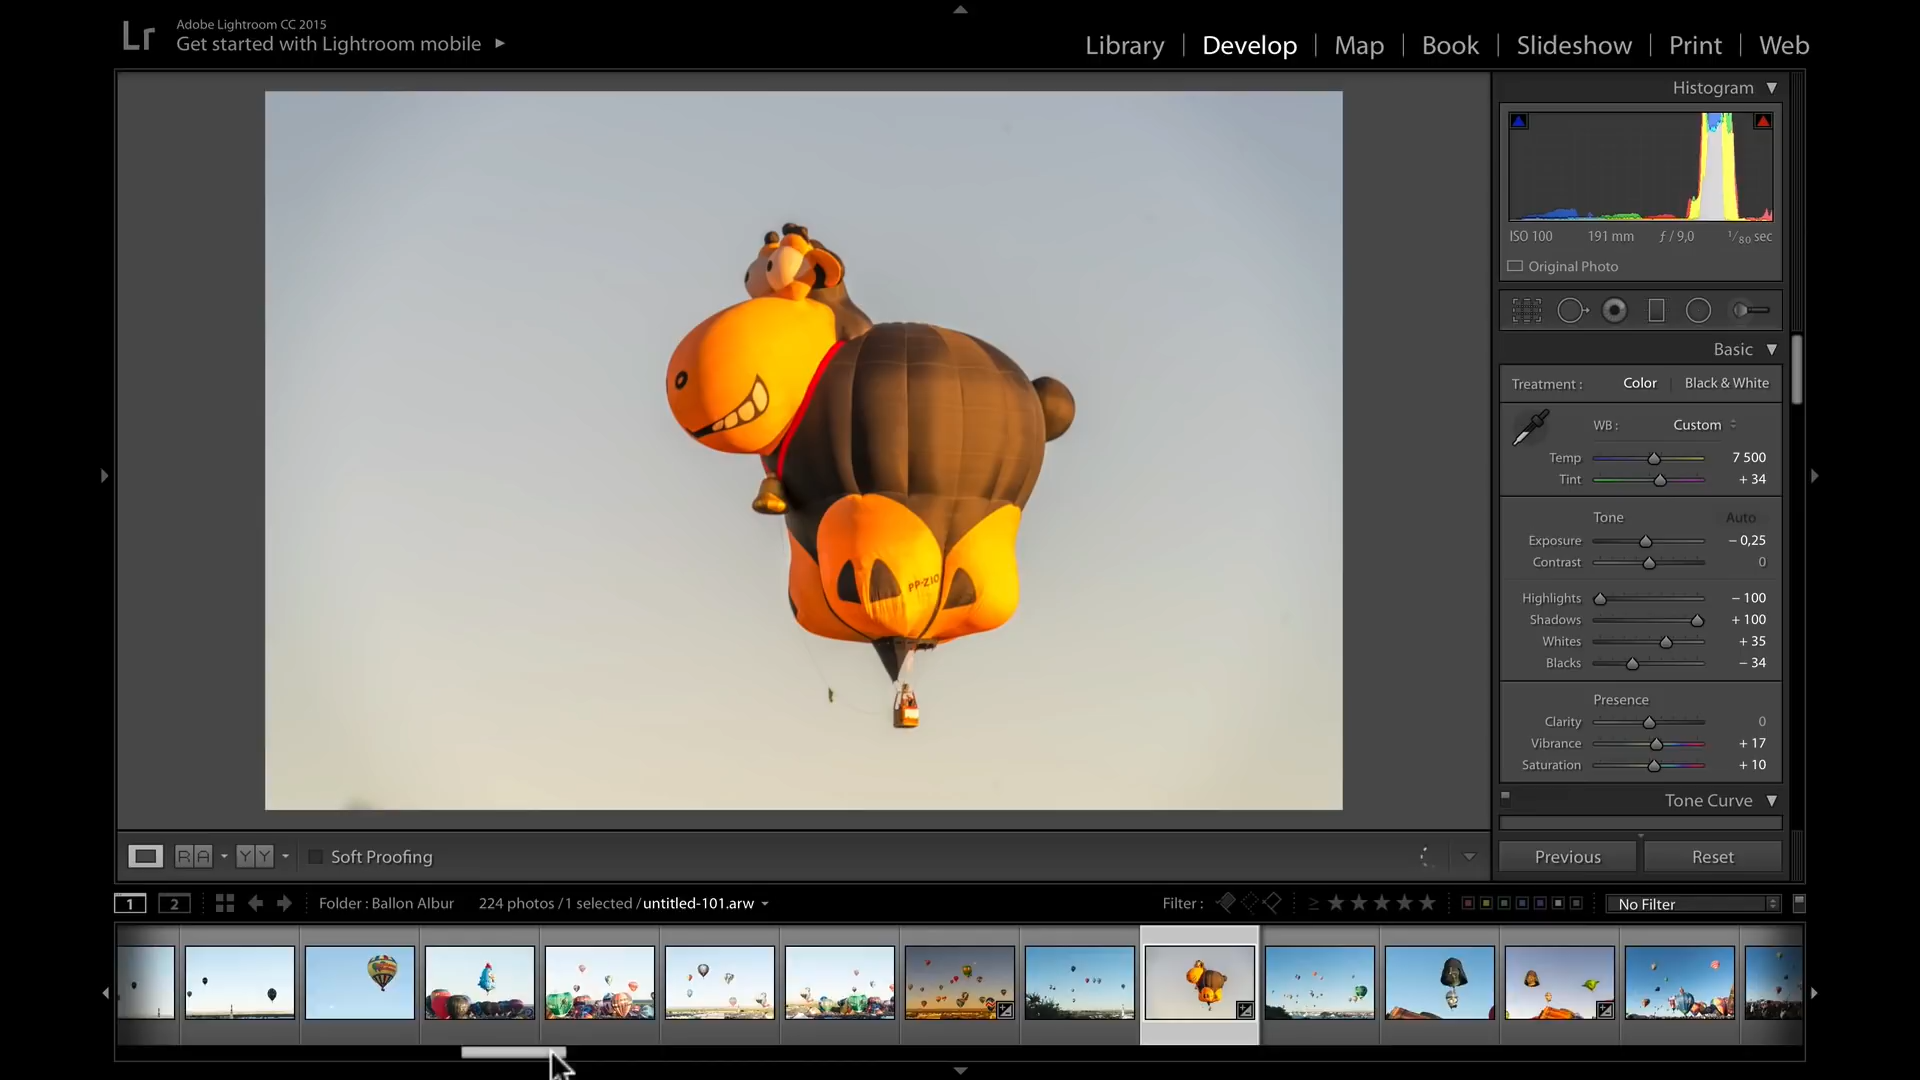 Lr
Adobe Lightroom CC 2015
Get started with Lightroom mobile
Library
Develop
Map
Book
Slideshow
Print
Web
Histogram
ISO 100 191 mm ƒ / 9,0 1/80 sec
Original Photo
Basic
Treatment : Color Black & White
WB : Custom
Temp 7 500
Tint + 34
Tone Auto
Exposure − 0,25
Contrast 0
Highlights − 100
Shadows + 100
Whites + 35
Blacks − 34
Presence
Clarity 0
Vibrance + 17
Saturation + 10
Tone Curve
PP-ZIO
R A Y Y Soft Proofing
Previous Reset
1 2 Folder : Ballon Albur 224 photos / 1 selected / untitled-101.arw Filter : ≥ No Filter